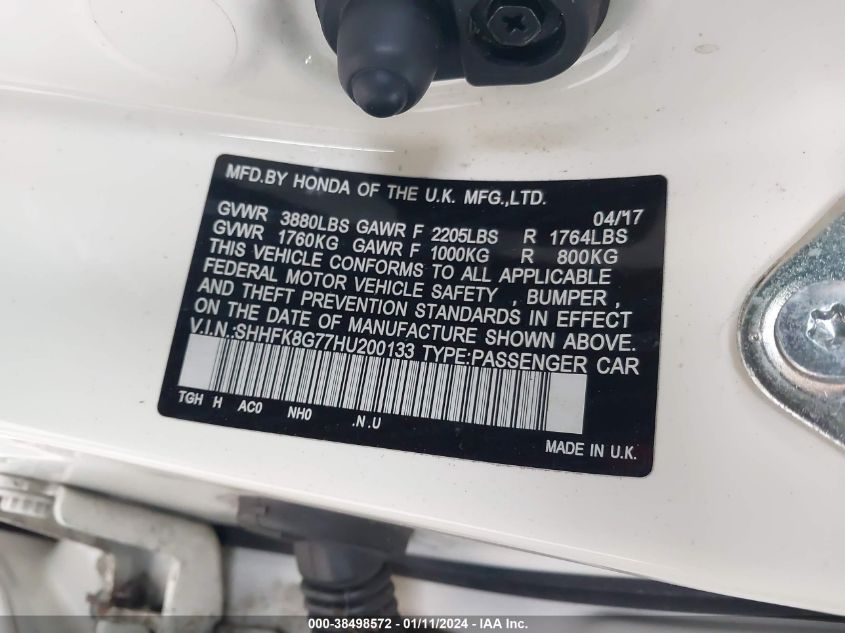 MFD.BY HONDA OF THE U.K. MFG.,LTD.
04/'17
GVWR 3880LBS GAWR F 2205LBS R 1764LBS
GVWR 1760KG GAWR F 1000KG R 800KG
THIS VEHICLE CONFORMS TO ALL APPLICABLE
FEDERAL MOTOR VEHICLE SAFETY , BUMPER ,
AND THEFT PREVENTION STANDARDS IN EFFECT
ON THE DATE OF MANUFACTURE SHOWN ABOVE.
V.I.N.:SHHFK8G77HU200133 TYPE:PASSENGER CAR
TGH H AC0 NH0 .N.U
MADE IN U.K.
000-38498572 - 01/11/2024 - IAA Inc.